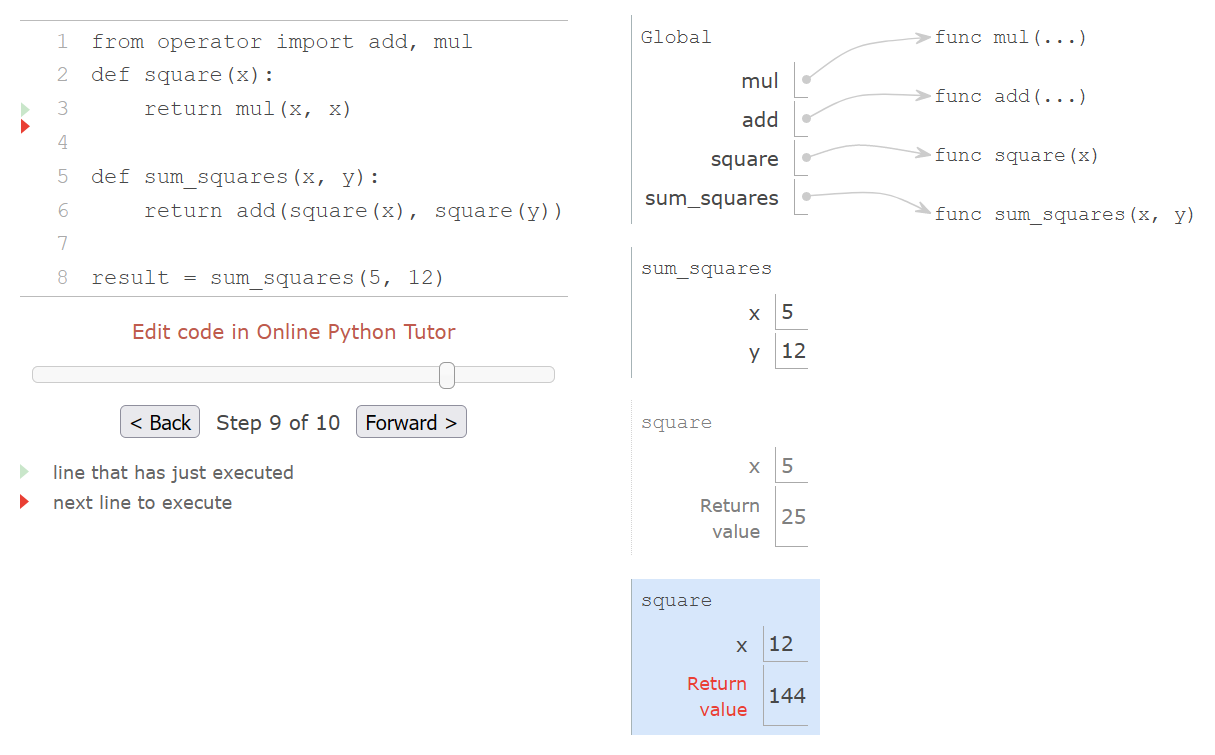 1 from operator import add, mul
2 def square(x):
3     return mul(x, x)
4
5 def sum_squares(x, y):
6     return add(square(x), square(y))
7
8 result = sum_squares(5, 12)
Edit code in Online Python Tutor
< Back Step 9 of 10 Forward >
line that has just executed
next line to execute
Global
mul
add
square
sum_squares
func mul(...)
func add(...)
func square(x)
func sum_squares(x, y)
sum_squares
x 5
y 12
square
x 5
Return
value 25
square
x 12
Return
value 144